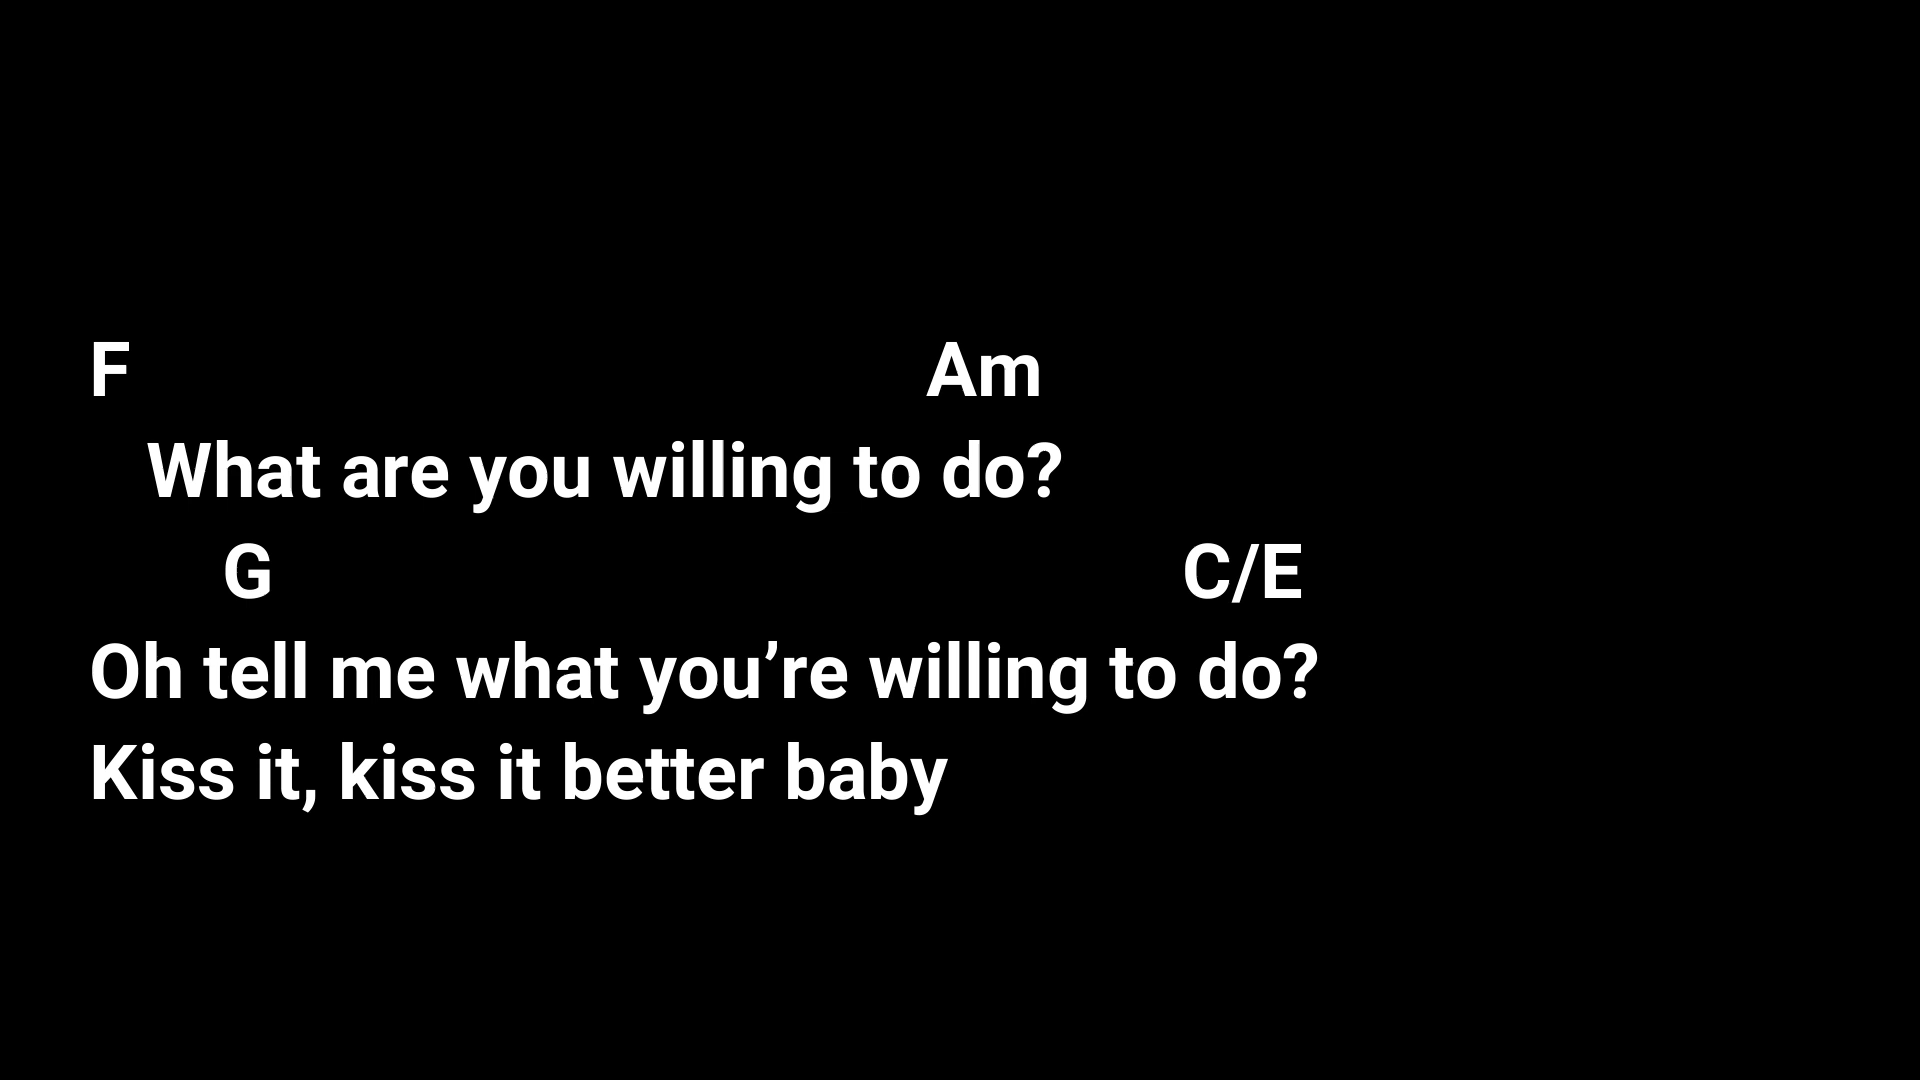 F Am
What are you willing to do?
G C/E
Oh tell me what you’re willing to do?
Kiss it, kiss it better baby